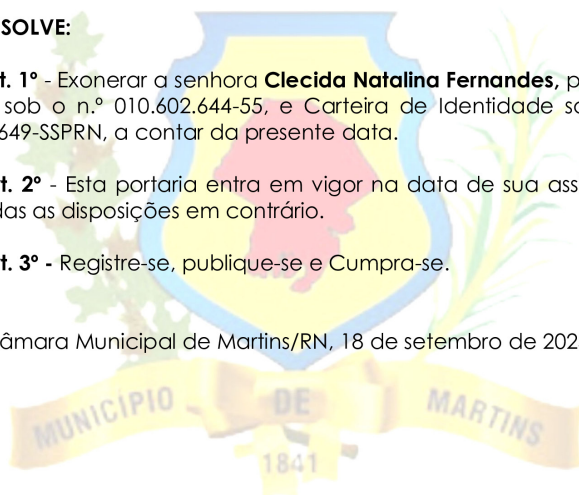 SOLVE:
t. 1º - Exonerar a senhora Clecida Natalina Fernandes, p
sob o n.º 010.602.644-55, e Carteira de Identidade so
649-SSPRN, a contar da presente data.
t. 2º - Esta portaria entra em vigor na data de sua ass
das as disposições em contrário.
t. 3º - Registre-se, publique-se e Cumpra-se.
âmara Municipal de Martins/RN, 18 de setembro de 202
MUNICÍPIO DE MARTINS
1841